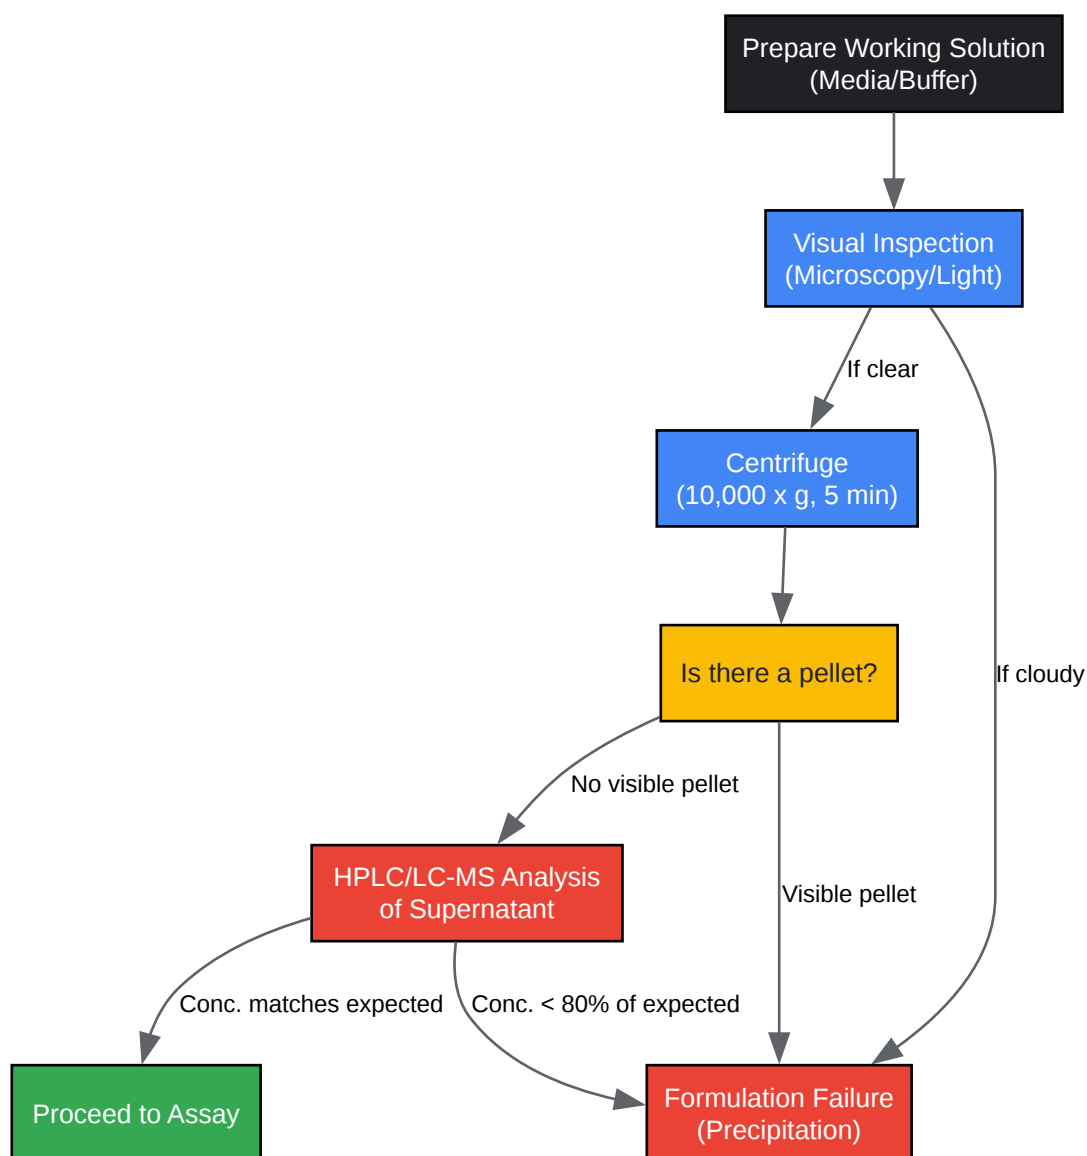 Prepare Working Solution
(Media/Buffer)
Visual Inspection
(Microscopy/Light)
If clear
Centrifuge
(10,000 x g, 5 min)
Is there a pellet?
If cloudy
No visible pellet
HPLC/LC-MS Analysis
of Supernatant
Visible pellet
Conc. matches expected
Conc. < 80% of expected
Proceed to Assay
Formulation Failure
(Precipitation)